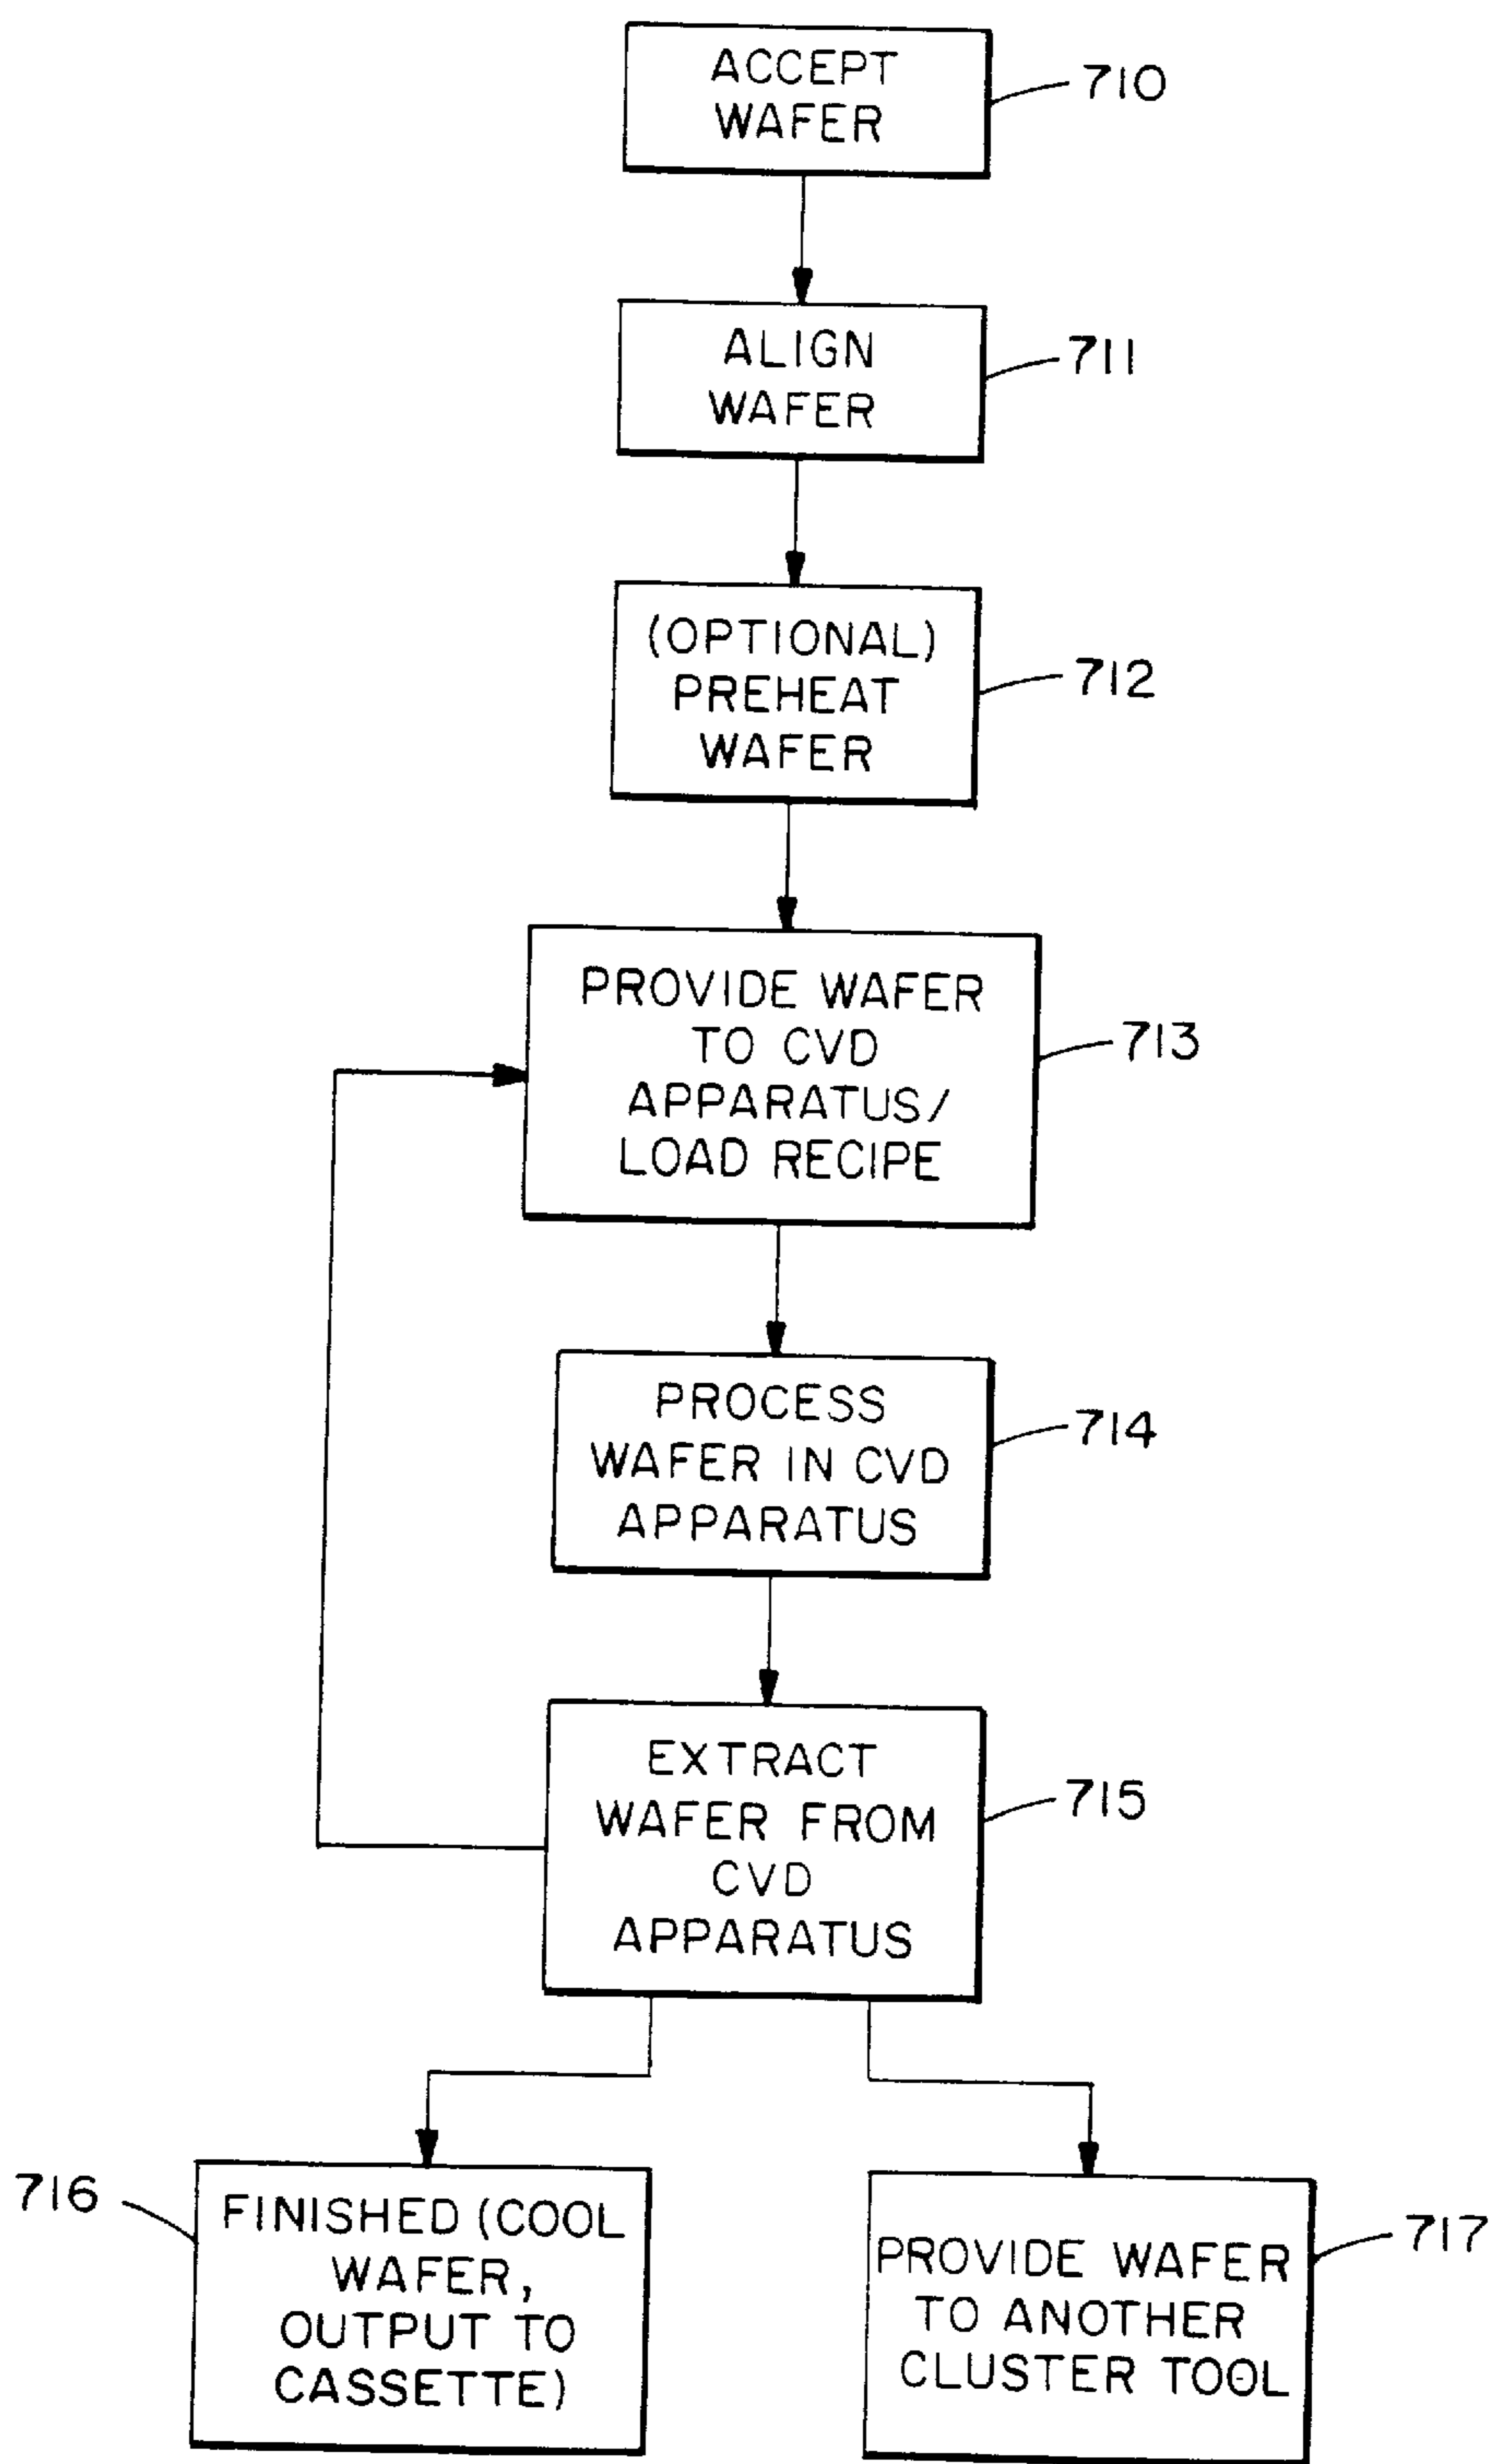 ACCEPT
WAFER
710
ALIGN
WAFER
711
(OPTIONAL)
PREHEAT
WAFER
712
PROVIDE WAFER
TO CVD
APPARATUS/
LOAD RECIPE
713
PROCESS
WAFER IN CVD
APPARATUS
714
EXTRACT
WAFER FROM
CVD
APPARATUS
715
716
FINISHED (COOL
WAFER,
OUTPUT TO
CASSETTE)
PROVIDE WAFER
TO ANOTHER
CLUSTER TOOL
717